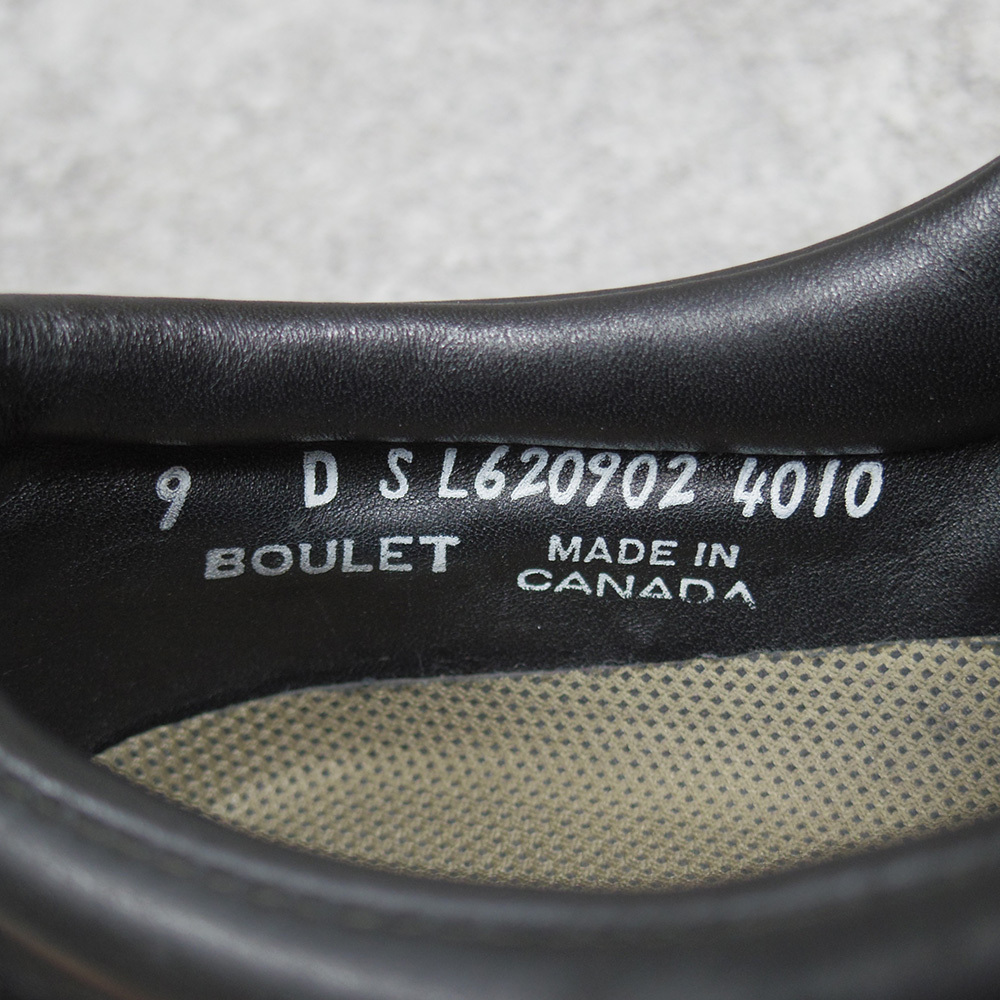 9 D S L620902 4010
BOULET
MADE IN
CANADA